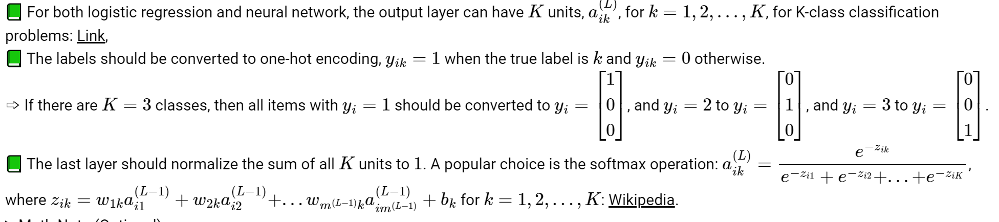 📗 For both logistic regression and neural network, the output layer can have $K$ units, $a_{ik}^{(L)}$, for $k = 1, 2, \ldots, K$, for K-class classification
problems: Link,
📗 The labels should be converted to one-hot encoding, $y_{ik} = 1$ when the true label is $k$ and $y_{ik} = 0$ otherwise.
➩ If there are $K = 3$ classes, then all items with $y_i = 1$ should be converted to $y_i = \begin{bmatrix} 1 \\ 0 \\ 0 \end{bmatrix}$, and $y_i = 2$ to $y_i = \begin{bmatrix} 0 \\ 1 \\ 0 \end{bmatrix}$, and $y_i = 3$ to $y_i = \begin{bmatrix} 0 \\ 0 \\ 1 \end{bmatrix}$.
📗 The last layer should normalize the sum of all $K$ units to $1$. A popular choice is the softmax operation: $a_{ik}^{(L)} = \dfrac{e^{-z_{ik}}}{e^{-z_{i1}} + e^{-z_{i2}} + \ldots + e^{-z_{iK}}}$,
where $z_{ik} = w_{1k} a_{i1}^{(L-1)} + w_{2k} a_{i2}^{(L-1)} + \ldots w_{m^{(L-1)}k} a_{im^{(L-1)}}^{(L-1)} + b_k$ for $k = 1, 2, \ldots, K$: Wikipedia.